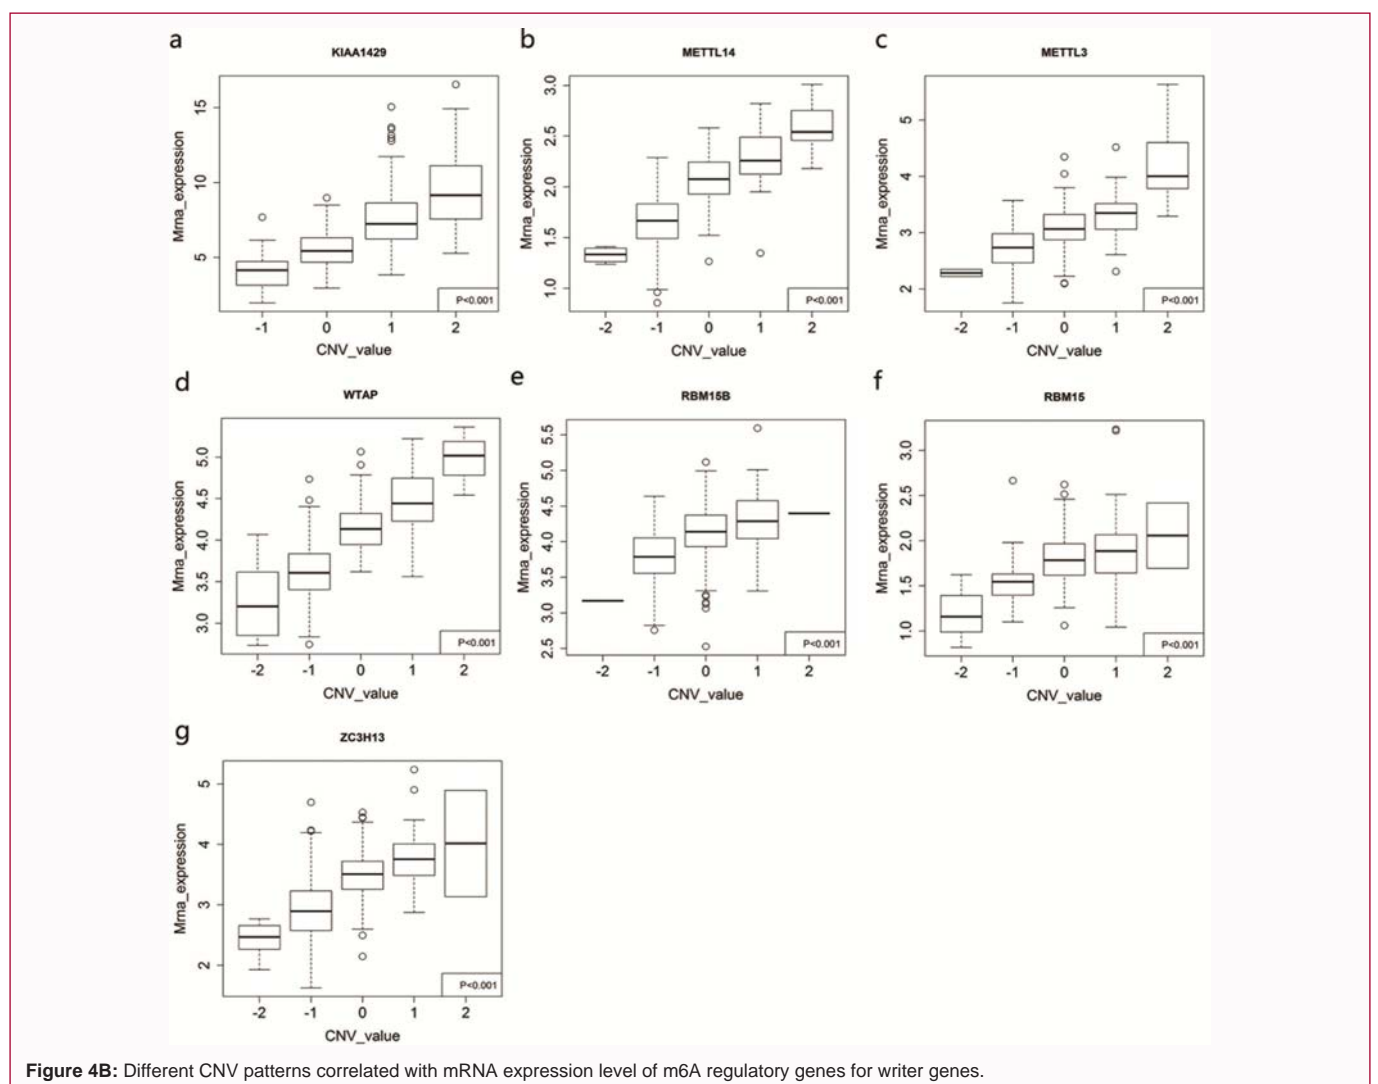 a
KIAA1429
Mrna_expression
15
10
5
-1 0 1 2
P<0.001
CNV_value
b
METTL14
Mrna_expression
3.0
2.5
2.0
1.5
1.0
-2 -1 0 1 2
P<0.001
CNV_value
c
METTL3
Mrna_expression
5
4
3
2
-2 -1 0 1 2
P<0.001
CNV_value
d
WTAP
Mrna_expression
5.0
4.5
4.0
3.5
3.0
-2 -1 0 1 2
P<0.001
CNV_value
e
RBM15B
Mrna_expression
5.5
5.0
4.5
4.0
3.5
3.0
2.5
-2 -1 0 1 2
P<0.001
CNV_value
f
RBM15
Mrna_expression
3.0
2.5
2.0
1.5
1.0
-2 -1 0 1 2
P<0.001
CNV_value
g
ZC3H13
Mrna_expression
5
4
3
2
-2 -1 0 1 2
P<0.001
CNV_value
Figure 4B: Different CNV patterns correlated with mRNA expression level of m6A regulatory genes for writer genes.